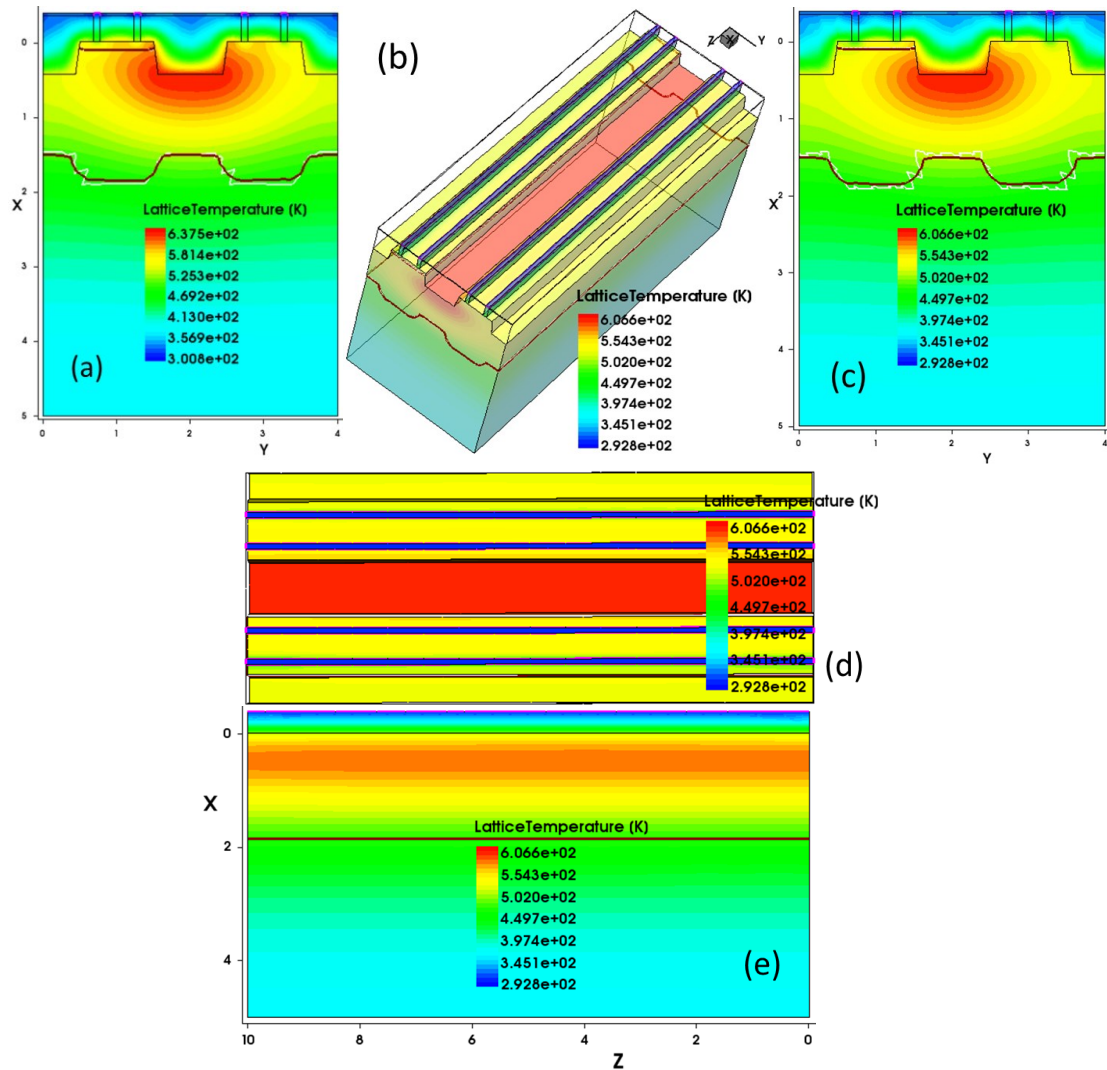 0
1
2
3
4
5
X
LatticeTemperature (K)
6.375e+02
5.814e+02
5.253e+02
4.692e+02
4.130e+02
3.569e+02
3.008e+02
(a)
0 1 2 3 4
Y
(b)
Z X Y
LatticeTemperature (K)
6.066e+02
5.543e+02
5.020e+02
4.497e+02
3.974e+02
3.451e+02
2.928e+02
0
1
2
3
4
5
X
LatticeTemperature (K)
6.066e+02
5.543e+02
5.020e+02
4.497e+02
3.974e+02
3.451e+02
2.928e+02
(c)
0 1 2 3 4
Y
LatticeTemperature (K)
6.066e+02
5.543e+02
5.020e+02
4.497e+02
3.974e+02
3.451e+02
2.928e+02
(d)
0
2
4
X
LatticeTemperature (K)
6.066e+02
5.543e+02
5.020e+02
4.497e+02
3.974e+02
3.451e+02
2.928e+02
(e)
10 8 6 4 2 0
Z